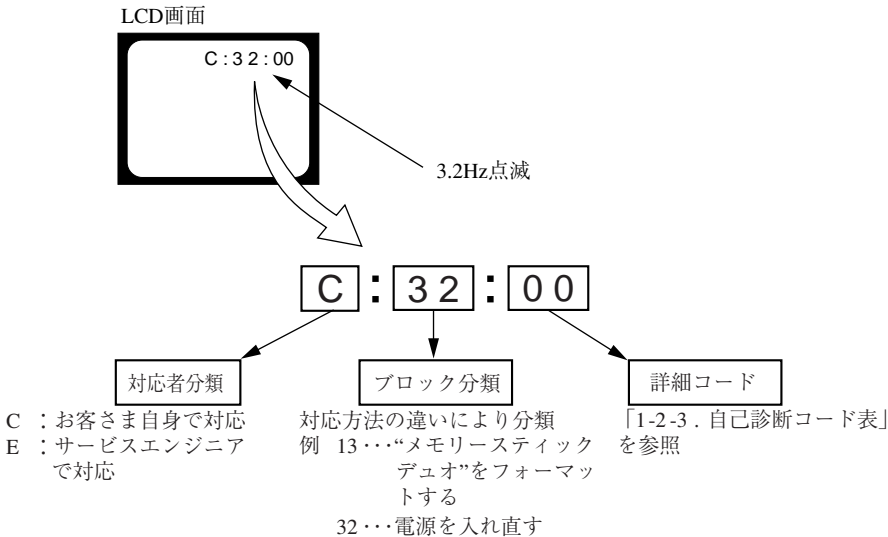 LCD画面
C:32:00
3.2Hz点滅
C:32:00
対応者分類
ブロック分類
詳細コード
C :お客さま自身で対応
E :サービスエンジニア
で対応
対応方法の違いにより分類
例 13･･･“メモリースティック
デュオ”をフォーマッ
トする
32･･･電源を入れ直す
「1-2-3．自己診断コード表」
を参照